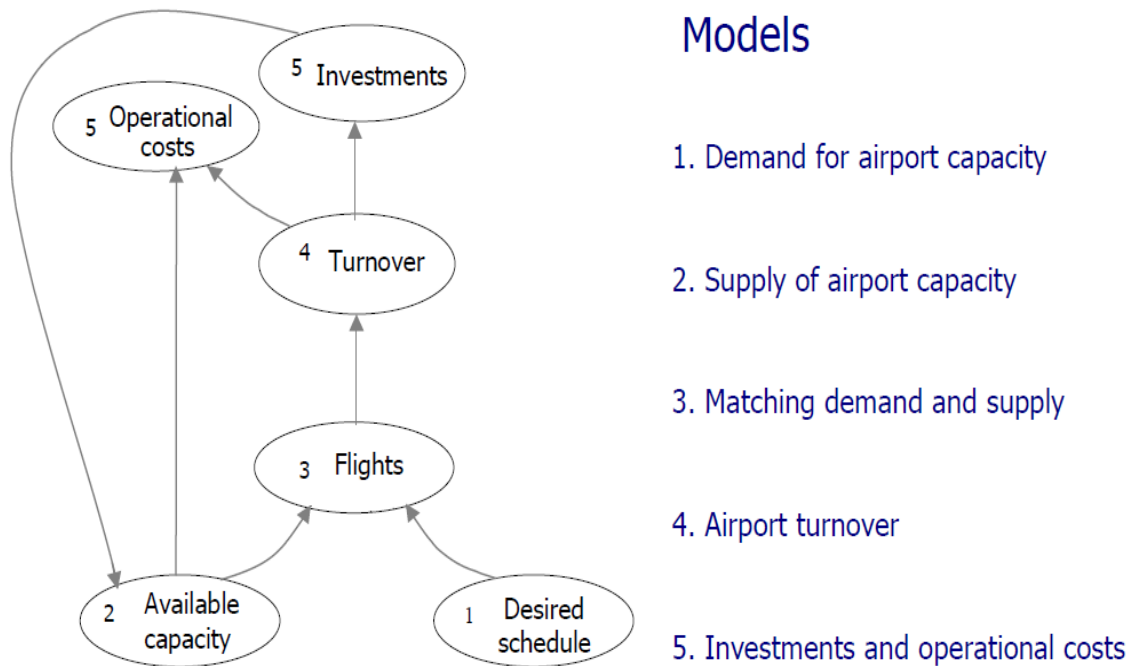 Models
5 Investments
5 Operational
costs
4 Turnover
3 Flights
2 Available
capacity
1 Desired
schedule
1. Demand for airport capacity
2. Supply of airport capacity
3. Matching demand and supply
4. Airport turnover
5. Investments and operational costs